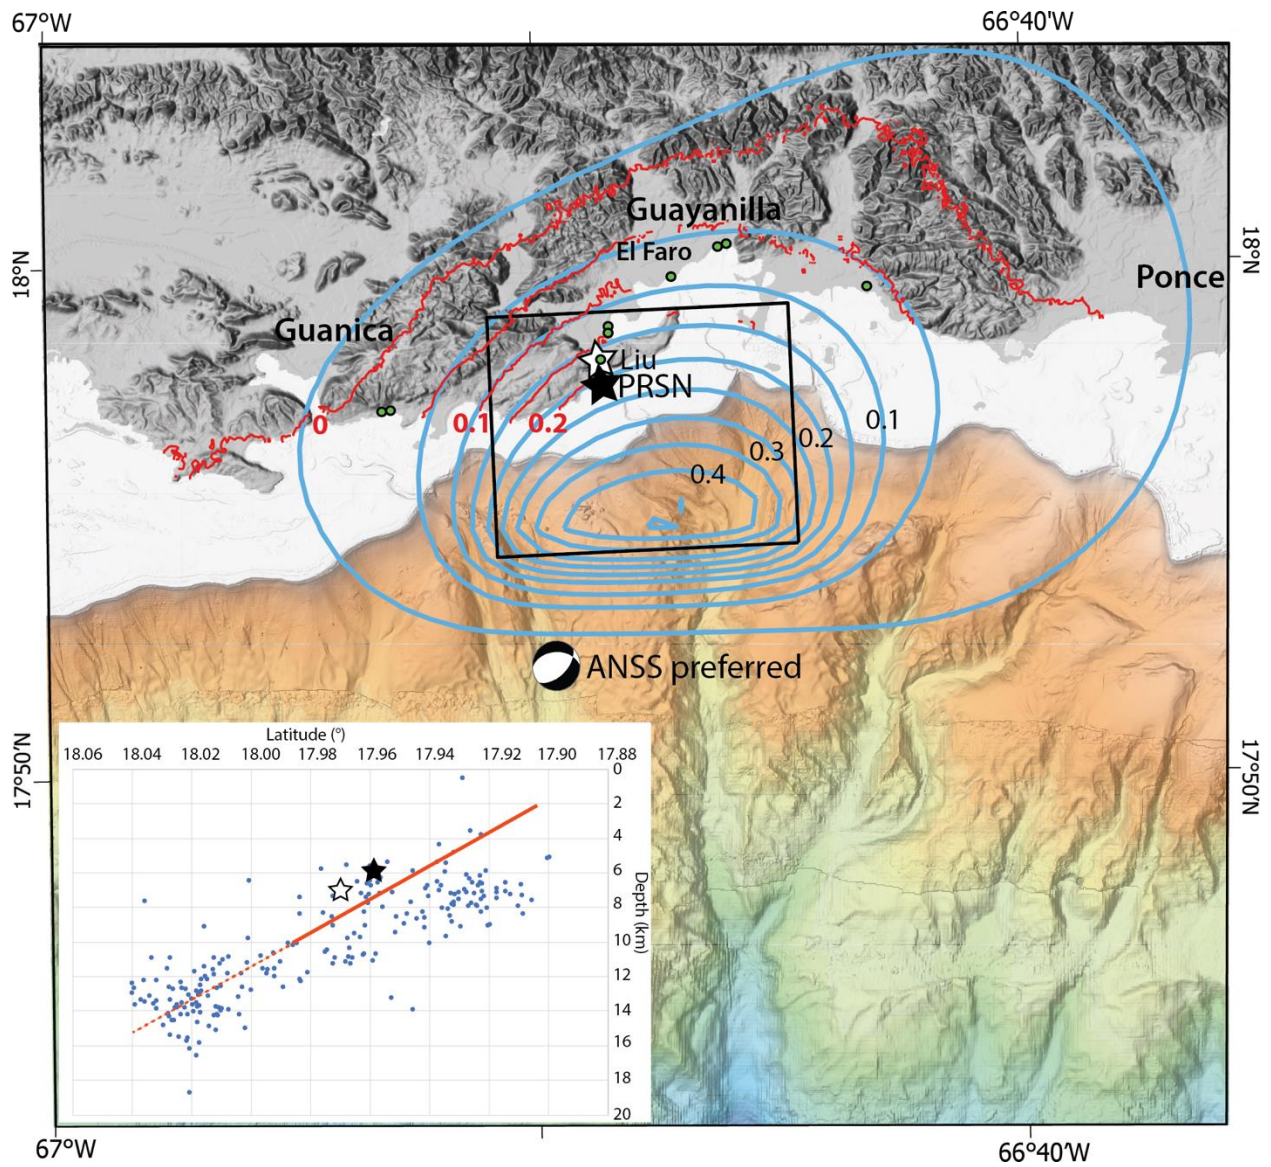 67°W
66°40'W
Guayanilla
El Faro
18°N
18°N
Ponce
Guanica
Liu
PRSN
0
0.1
0.2
0.1
0.2
0.3
0.4
ANSS preferred
17°50'N
17°50'N
Latitude (°)
18.06 18.04 18.02 18.00 17.98 17.96 17.94 17.92 17.90 17.88
0
2
4
6
8
10
12
14
16
18
20
Depth (km)
67°W
66°40'W